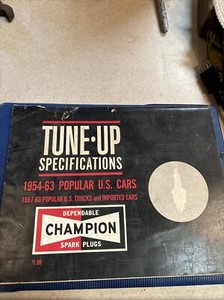 TUNE·UP
SPECIFICATIONS
1954-63 POPULAR U.S. CARS
1957-63 POPULAR U.S. TRUCKS and IMPORTED CARS
DEPENDABLE
CHAMPION
SPARK PLUGS